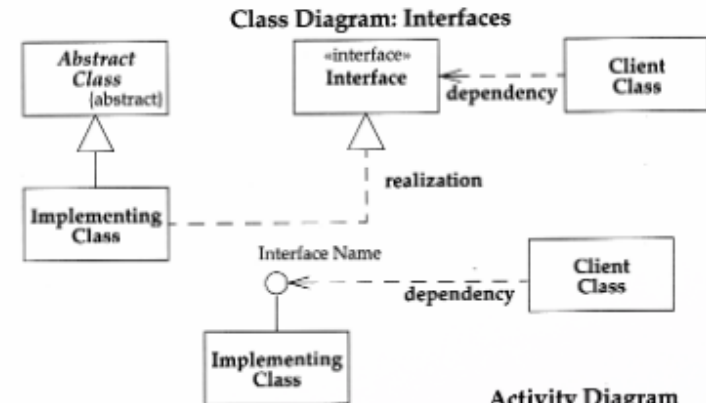 Class Diagram: Interfaces
Abstract
Class
{abstract}
«interface»
Interface
dependency
Client
Class
realization
Implementing
Class
Interface Name
dependency
Client
Class
Implementing
Class
Activity Diagram